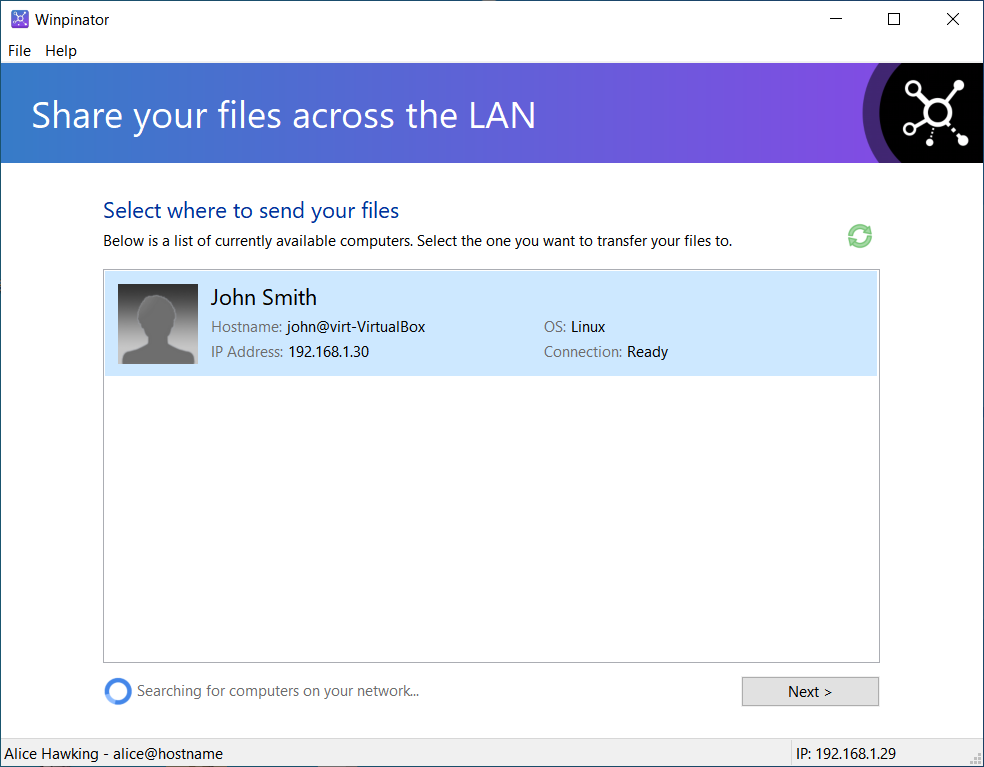 Winpinator
File Help
Share your files across the LAN
Select where to send your files
Below is a list of currently available computers. Select the one you want to transfer your files to.
John Smith
Hostname: john@virt-VirtualBox OS: Linux
IP Address: 192.168.1.30 Connection: Ready
Searching for computers on your network... Next >
Alice Hawking - alice@hostname IP: 192.168.1.29